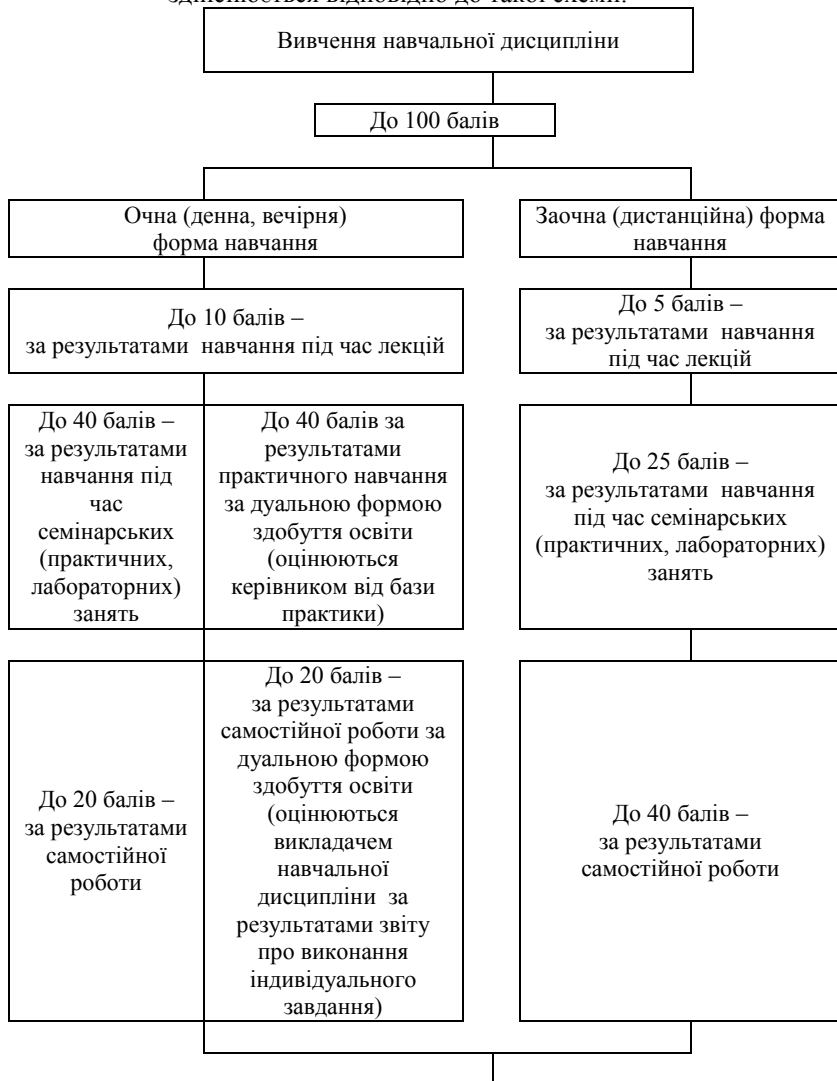 здійснюється відповідно до такої схеми:
Вивчення навчальної дисципліни
До 100 балів
Очна (денна, вечірня)
форма навчання
Заочна (дистанційна) форма
навчання
До 10 балів –
за результатами навчання під час лекцій
До 5 балів –
за результатами навчання
під час лекцій
До 40 балів –
за результатами
навчання під
час
семінарських
(практичних,
лабораторних)
занять
До 40 балів за
результатами
практичного навчання
за дуальною формою
здобуття освіти
(оцінюються
керівником від бази
практики)
До 25 балів –
за результатами навчання
під час семінарських
(практичних, лабораторних)
занять
До 20 балів –
за результатами
самостійної
роботи
До 20 балів –
за результатами
самостійної роботи за
дуальною формою
здобуття освіти
(оцінюються
викладачем
навчальної
дисципліни за
результатами звіту
про виконання
індивідуального
завдання)
До 40 балів –
за результатами
самостійної роботи